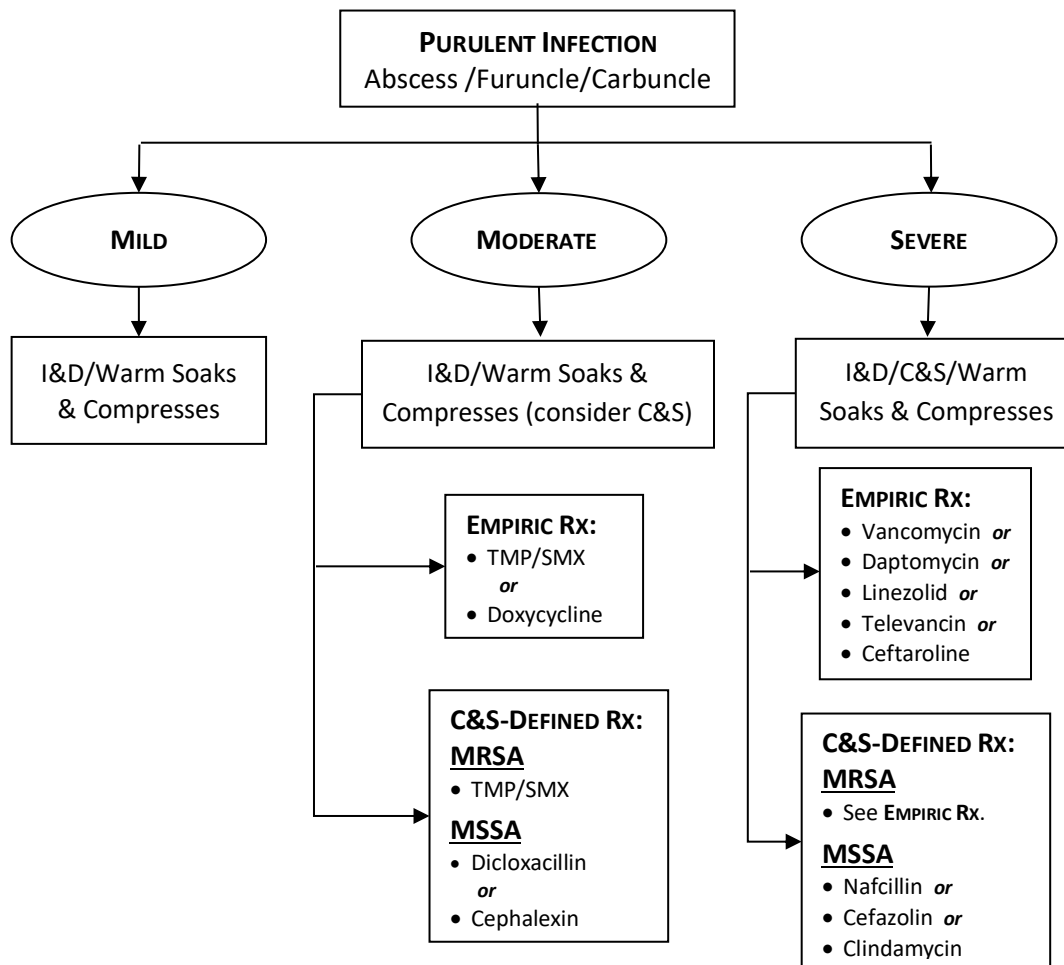 PURULENT INFECTION
Abscess /Furuncle/Carbuncle
MILD
MODERATE
SEVERE
I&D/Warm Soaks
& Compresses
I&D/Warm Soaks &
Compresses (consider C&S)
I&D/C&S/Warm
Soaks & Compresses
EMPIRIC RX:
• TMP/SMX
or
• Doxycycline
EMPIRIC RX:
• Vancomycin or
• Daptomycin or
• Linezolid or
• Televancin or
• Ceftaroline
C&S-DEFINED RX:
MRSA
• TMP/SMX
MSSA
• Dicloxacillin
or
• Cephalexin
C&S-DEFINED RX:
MRSA
• See EMPIRIC RX.
MSSA
• Nafcillin or
• Cefazolin or
• Clindamycin